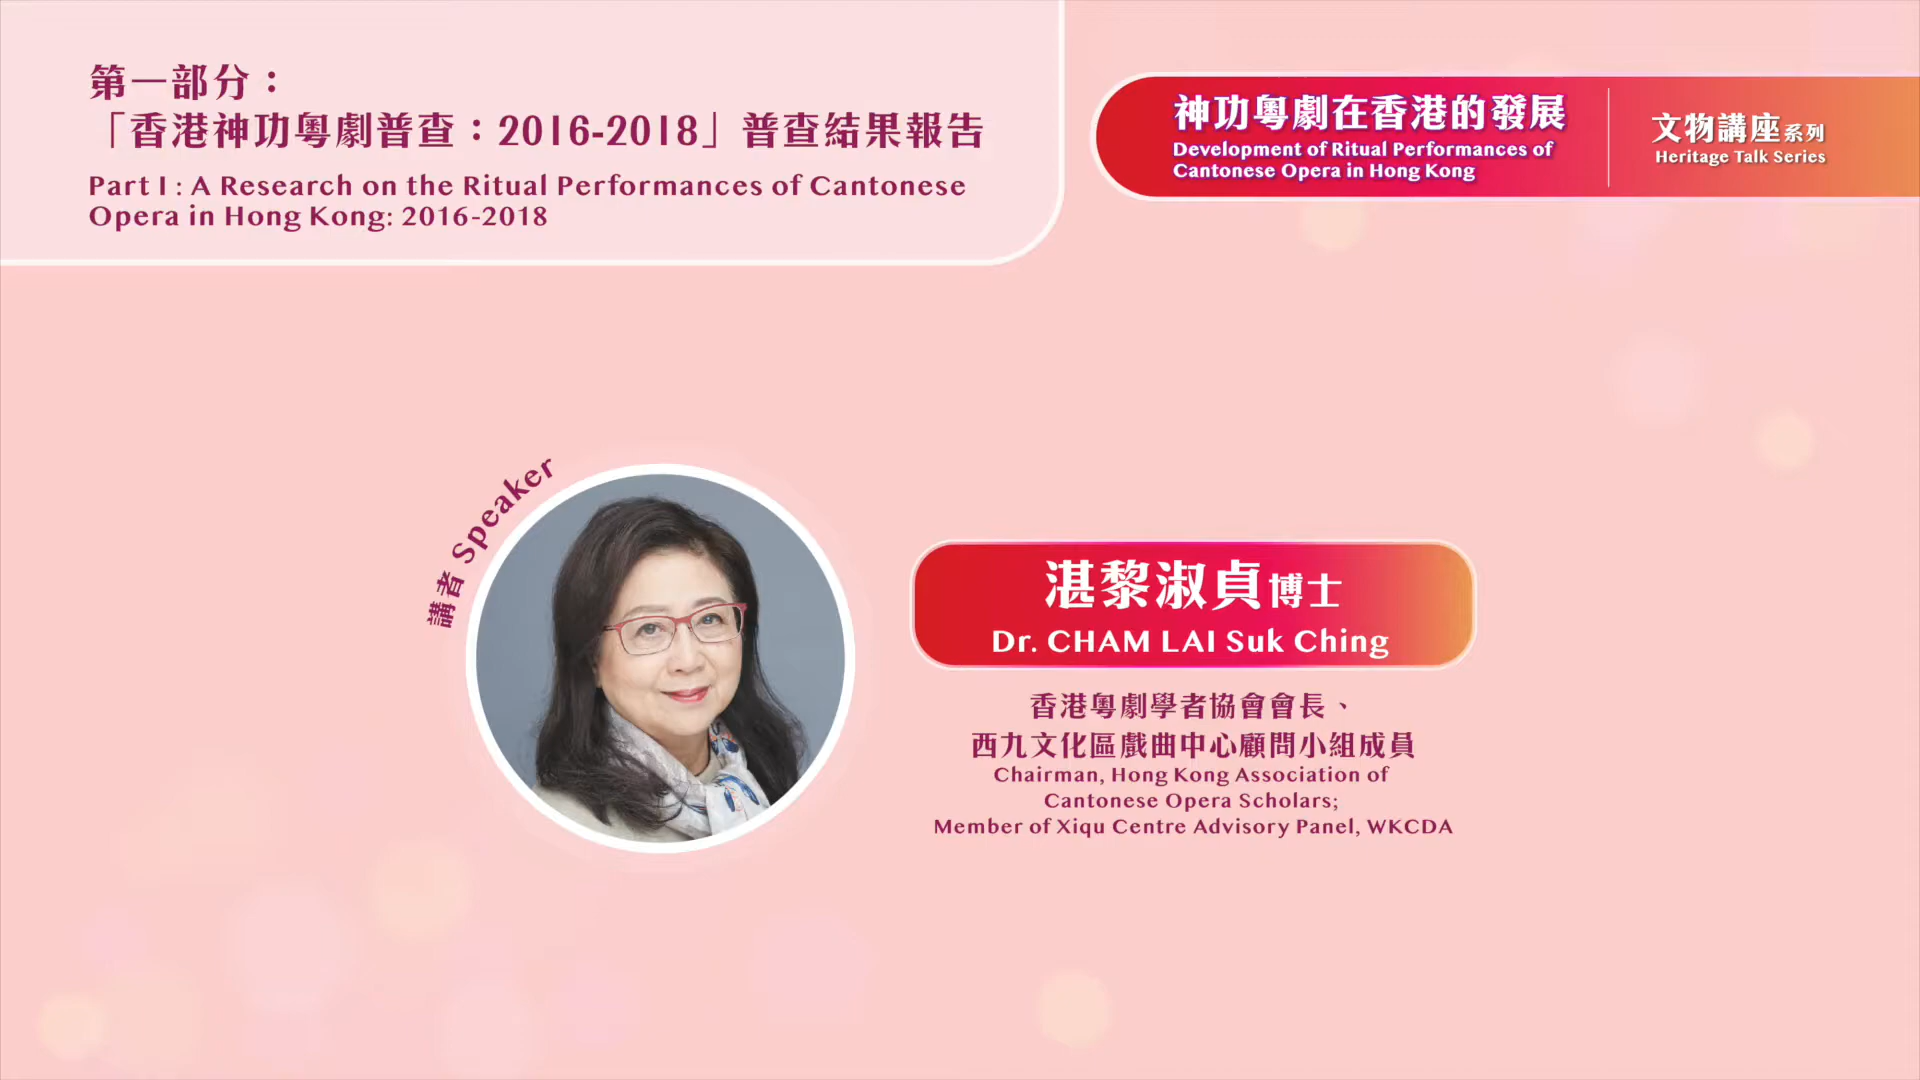 第一部分：
「香港神功粵劇普查：2016-2018」普查結果報告
Part I : A Research on the Ritual Performances of Cantonese
Opera in Hong Kong: 2016-2018
神功粵劇在香港的發展
Development of Ritual Performances of
Cantonese Opera in Hong Kong
文物講座系列
Heritage Talk Series
講者 Speaker
湛黎淑貞博士
Dr. CHAM LAI Suk Ching
香港粵劇學者協會會長、
西九文化區戲曲中心顧問小組成員
Chairman, Hong Kong Association of
Cantonese Opera Scholars;
Member of Xiqu Centre Advisory Panel, WKCDA